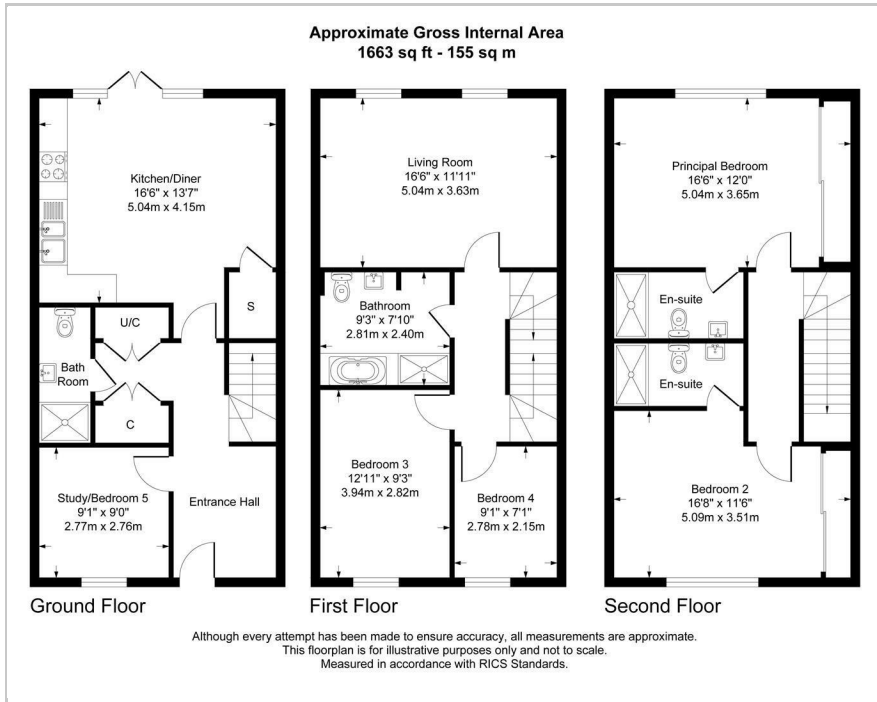 Approximate Gross Internal Area
1663 sq ft - 155 sq m
Kitchen/Diner
16'6" x 13'7"
5.04m x 4.15m
S
U/C
Bath
Room
C
Study/Bedroom 5
9'1" x 9'0"
2.77m x 2.76m
Entrance Hall
Ground Floor
Living Room
16'6" x 11'11"
5.04m x 3.63m
Bathroom
9'3" x 7'10"
2.81m x 2.40m
Bedroom 3
12'11" x 9'3"
3.94m x 2.82m
Bedroom 4
9'1" x 7'1"
2.78m x 2.15m
First Floor
Principal Bedroom
16'6" x 12'0"
5.04m x 3.65m
En-suite
En-suite
Bedroom 2
16'8" x 11'6"
5.09m x 3.51m
Second Floor
Although every attempt has been made to ensure accuracy, all measurements are approximate.
This floorplan is for illustrative purposes only and not to scale.
Measured in accordance with RICS Standards.